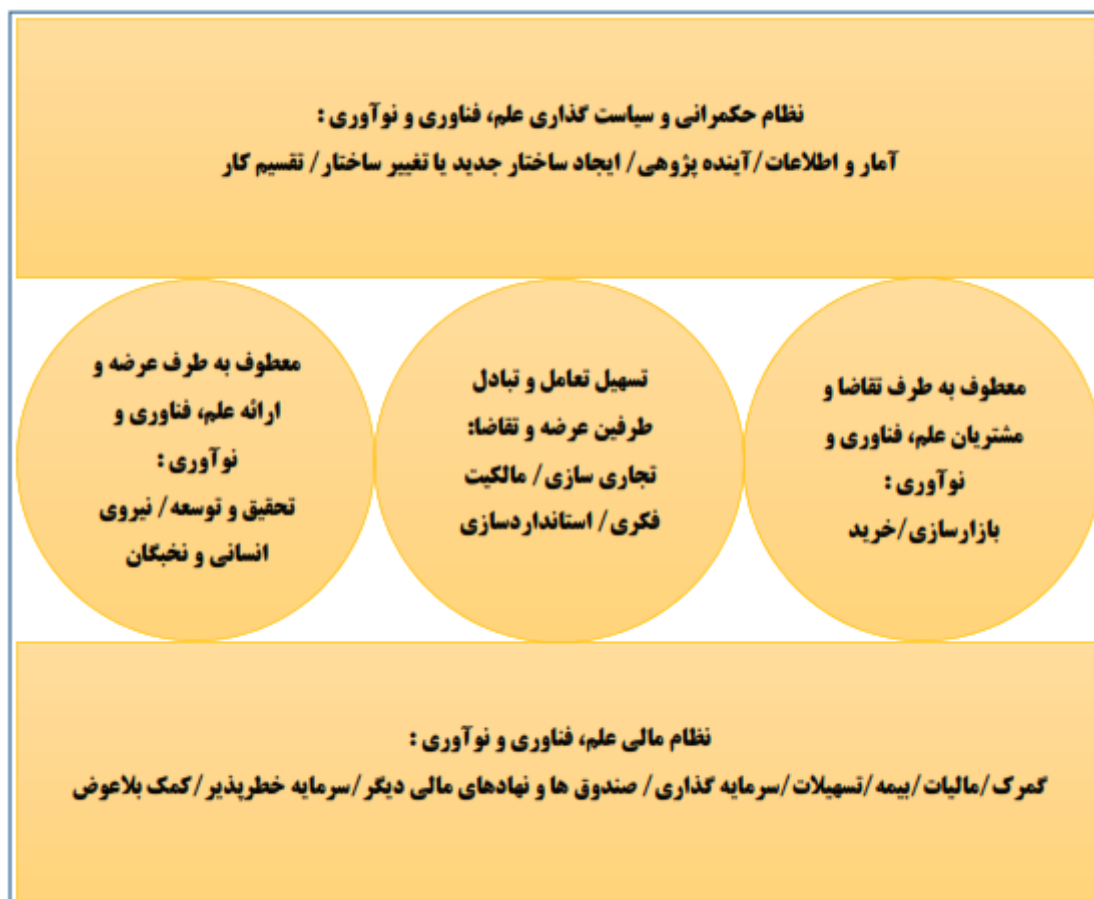 نظام حکمرانی و سیاست گذاری علم، فناوری و نوآوری :
آمار و اطلاعات/آینده پژوهی/ ایجاد ساختار جدید یا تغییر ساختار/ تقسیم کار
معطوف به طرف تقاضا و
مشتریان علم، فناوری و
نوآوری :
بازارسازی/خرید
تسهیل تعامل و تبادل
طرفین عرضه و تقاضا:
تجاری سازی/ مالکیت
فکری/ استانداردسازی
معطوف به طرف عرضه و
ارائه علم، فناوری و
نوآوری :
تحقیق و توسعه/ نیروی
انسانی و نخبگان
نظام مالی علم، فناوری و نوآوری :
گمرک/مالیات/بیمه/تسهیلات/سرمایه گذاری/ صندوق ها و نهادهای مالی دیگر/سرمایه خطرپذیر/کمک بلاعوض